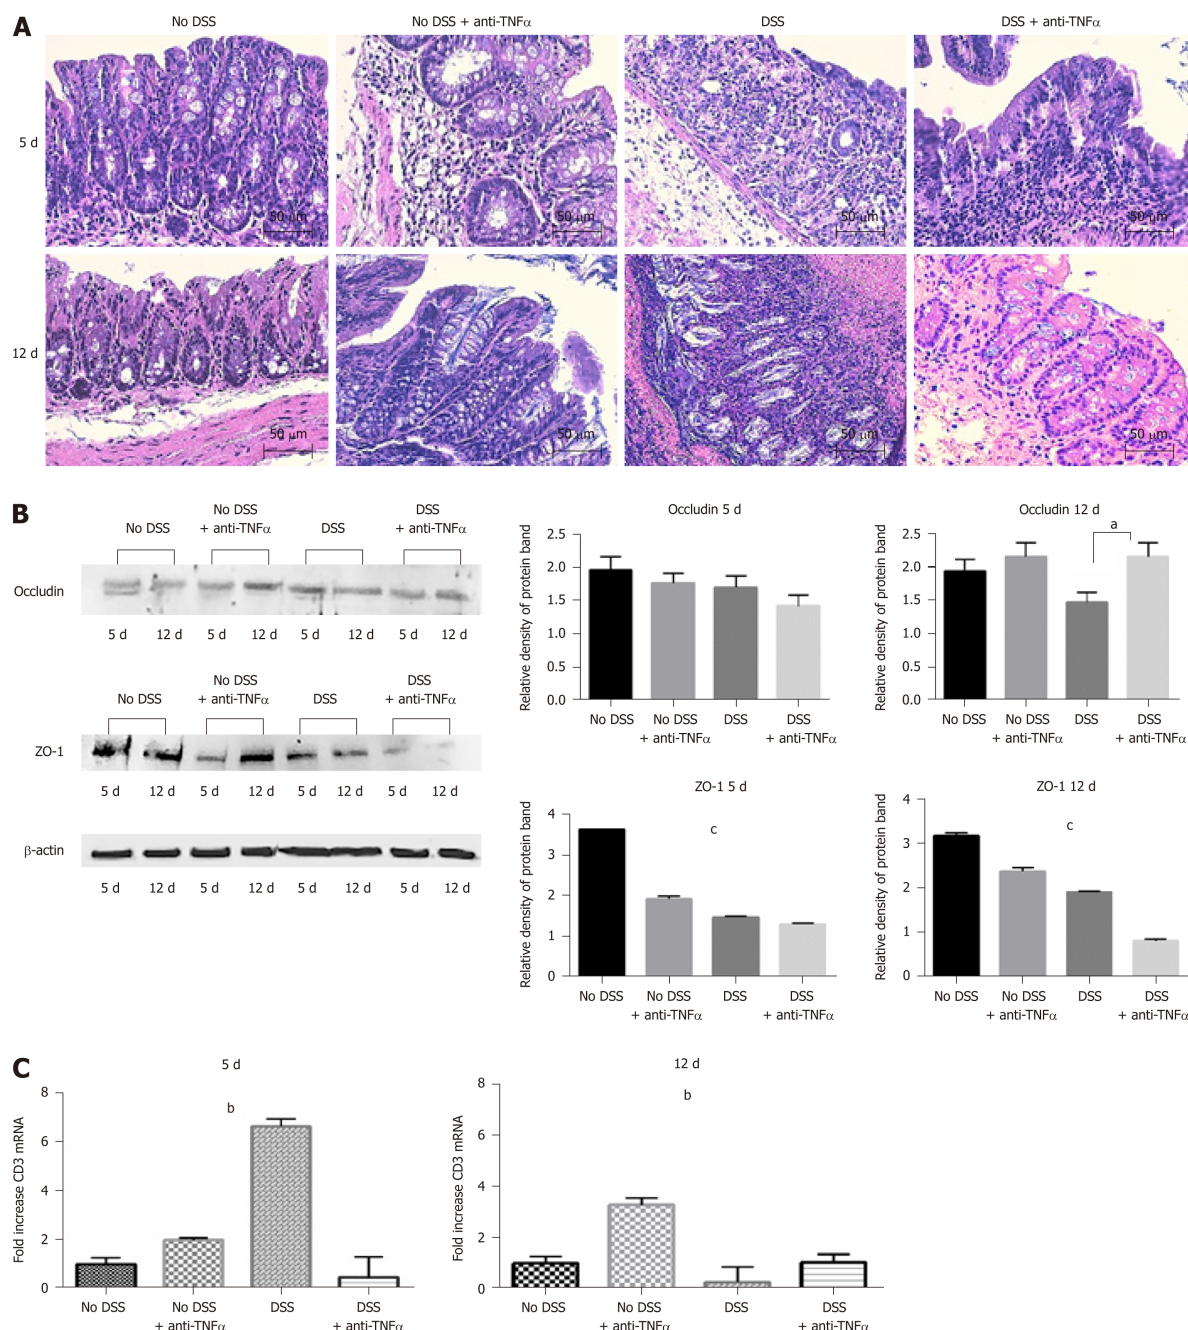 A
No DSS
No DSS + anti-TNFα
DSS
DSS + anti-TNFα
5 d
50 μm
50 μm
50 μm
50 μm
12 d
50 μm
50 μm
50 μm
50 μm
B
No DSS
No DSS
+ anti-TNFα
DSS
DSS
+ anti-TNFα
Occludin
5 d 12 d 5 d 12 d 5 d 12 d 5 d 12 d
No DSS
No DSS
+ anti-TNFα
DSS
DSS
+ anti-TNFα
ZO-1
5 d 12 d 5 d 12 d 5 d 12 d 5 d 12 d
β-actin
5 d 12 d 5 d 12 d 5 d 12 d 5 d 12 d
Occludin 5 d
Relative density of protein band
2.5
2.0
1.5
1.0
0.5
0.0
No DSS
No DSS
+ anti-TNFα
DSS
DSS
+ anti-TNFα
Occludin 12 d
Relative density of protein band
2.5
2.0
1.5
1.0
0.5
0.0
a
No DSS
No DSS
+ anti-TNFα
DSS
DSS
+ anti-TNFα
ZO-1 5 d
Relative density of protein band
4
3
2
1
0
c
No DSS
No DSS
+ anti-TNFα
DSS
DSS
+ anti-TNFα
ZO-1 12 d
Relative density of protein band
4
3
2
1
0
c
No DSS
No DSS
+ anti-TNFα
DSS
DSS
+ anti-TNFα
C
5 d
Fold increase CD3 mRNA
8
6
4
2
0
b
No DSS
No DSS
+ anti-TNFα
DSS
DSS
+ anti-TNFα
12 d
Fold increase CD3 mRNA
8
6
4
2
0
b
No DSS
No DSS
+ anti-TNFα
DSS
DSS
+ anti-TNFα